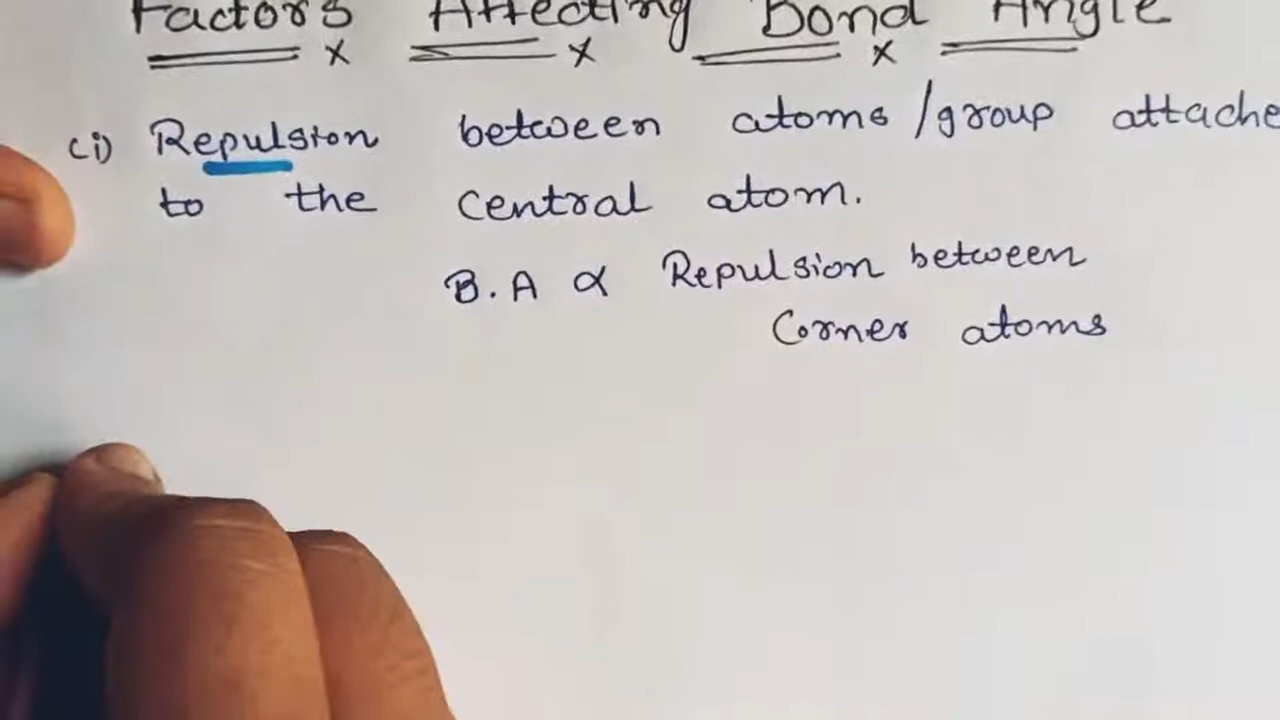 Factors Affecting Bond Angle
x x x
(i) Repulsion between atoms/group attache
to the central atom.
B.A ∝ Repulsion between
Corner atoms